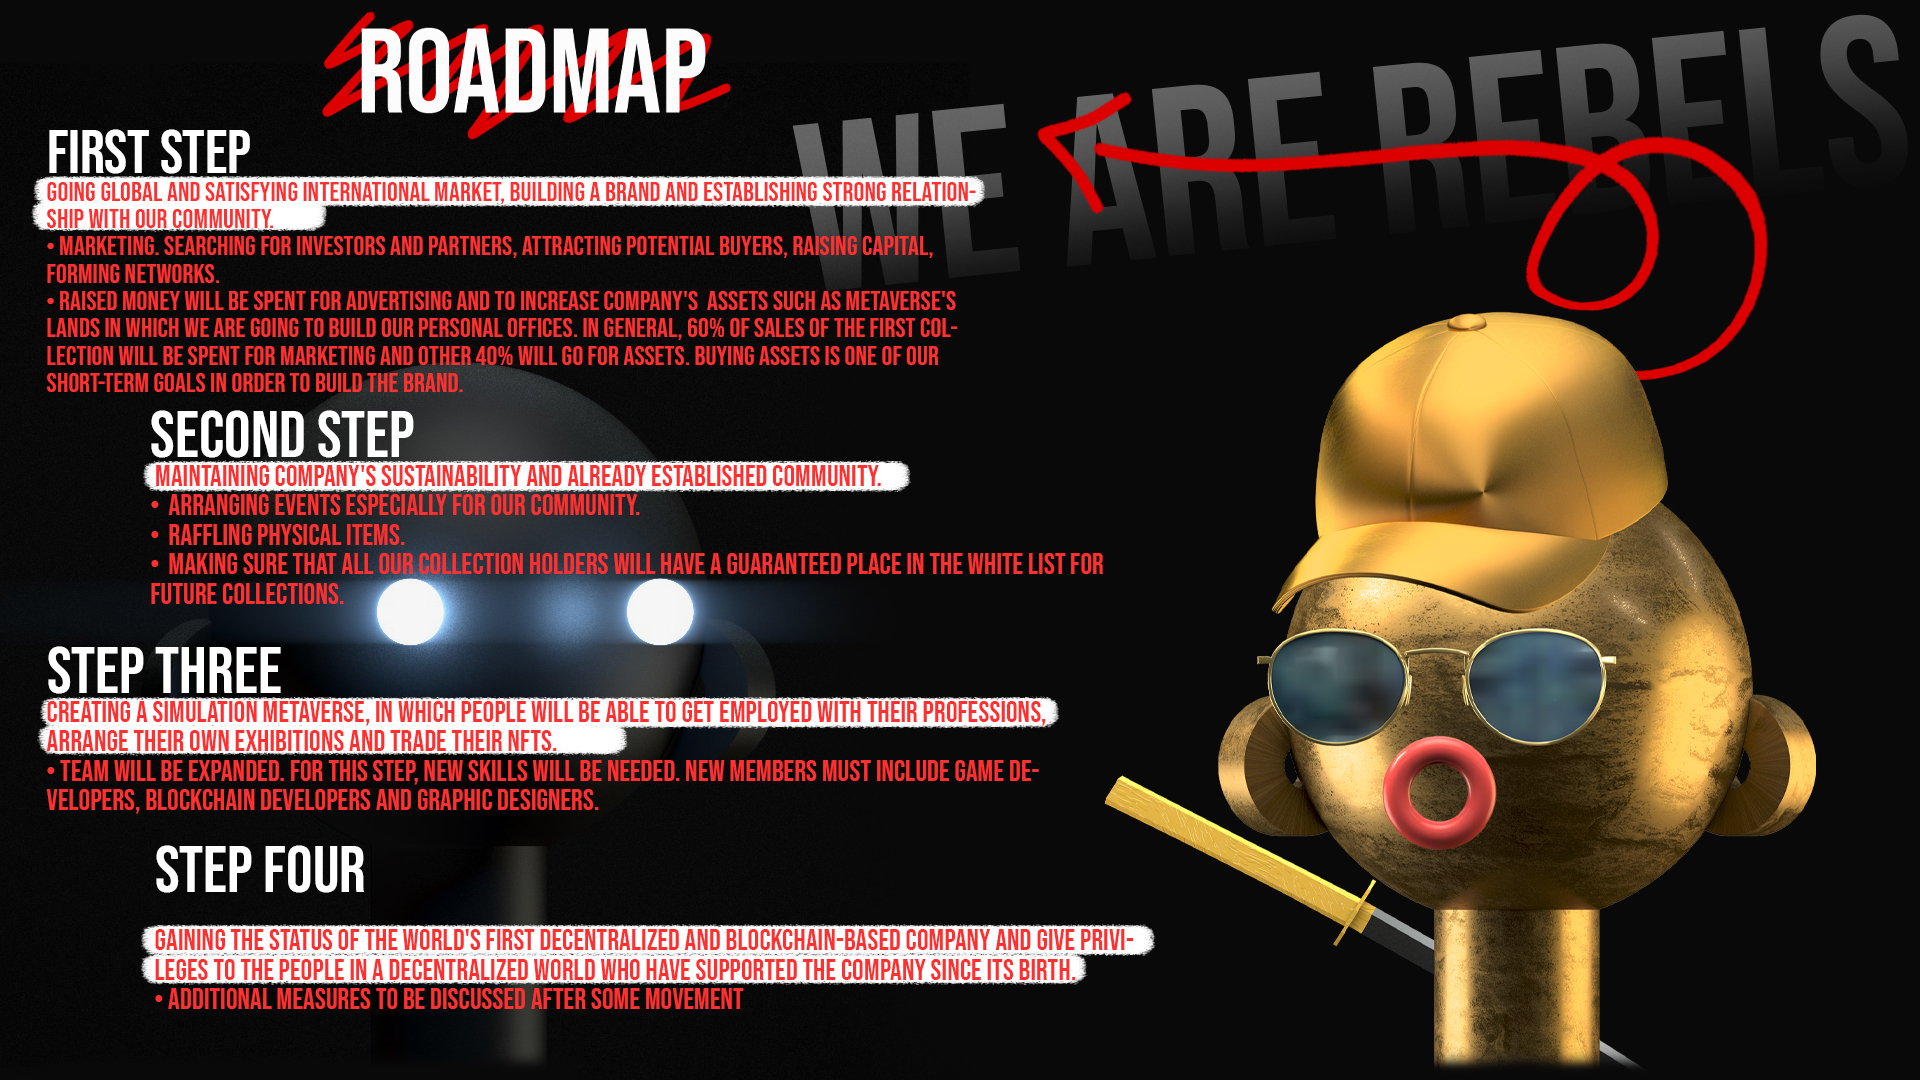 ROADMAP
WE ARE REBELS
FIRST STEP
GOING GLOBAL AND SATISFYING INTERNATIONAL MARKET, BUILDING A BRAND AND ESTABLISHING STRONG RELATION-
SHIP WITH OUR COMMUNITY.
• MARKETING. SEARCHING FOR INVESTORS AND PARTNERS, ATTRACTING POTENTIAL BUYERS, RAISING CAPITAL,
FORMING NETWORKS.
• RAISED MONEY WILL BE SPENT FOR ADVERTISING AND TO INCREASE COMPANY'S ASSETS SUCH AS METAVERSE'S
LANDS IN WHICH WE ARE GOING TO BUILD OUR PERSONAL OFFICES. IN GENERAL, 60% OF SALES OF THE FIRST COL-
LECTION WILL BE SPENT FOR MARKETING AND OTHER 40% WILL GO FOR ASSETS. BUYING ASSETS IS ONE OF OUR
SHORT-TERM GOALS IN ORDER TO BUILD THE BRAND.
SECOND STEP
MAINTAINING COMPANY'S SUSTAINABILITY AND ALREADY ESTABLISHED COMMUNITY.
• ARRANGING EVENTS ESPECIALLY FOR OUR COMMUNITY.
• RAFFLING PHYSICAL ITEMS.
• MAKING SURE THAT ALL OUR COLLECTION HOLDERS WILL HAVE A GUARANTEED PLACE IN THE WHITE LIST FOR
FUTURE COLLECTIONS.
STEP THREE
CREATING A SIMULATION METAVERSE, IN WHICH PEOPLE WILL BE ABLE TO GET EMPLOYED WITH THEIR PROFESSIONS,
ARRANGE THEIR OWN EXHIBITIONS AND TRADE THEIR NFTS.
• TEAM WILL BE EXPANDED. FOR THIS STEP, NEW SKILLS WILL BE NEEDED. NEW MEMBERS MUST INCLUDE GAME DE-
VELOPERS, BLOCKCHAIN DEVELOPERS AND GRAPHIC DESIGNERS.
STEP FOUR
GAINING THE STATUS OF THE WORLD'S FIRST DECENTRALIZED AND BLOCKCHAIN-BASED COMPANY AND GIVE PRIVI-
LEGES TO THE PEOPLE IN A DECENTRALIZED WORLD WHO HAVE SUPPORTED THE COMPANY SINCE ITS BIRTH.
• ADDITIONAL MEASURES TO BE DISCUSSED AFTER SOME MOVEMENT